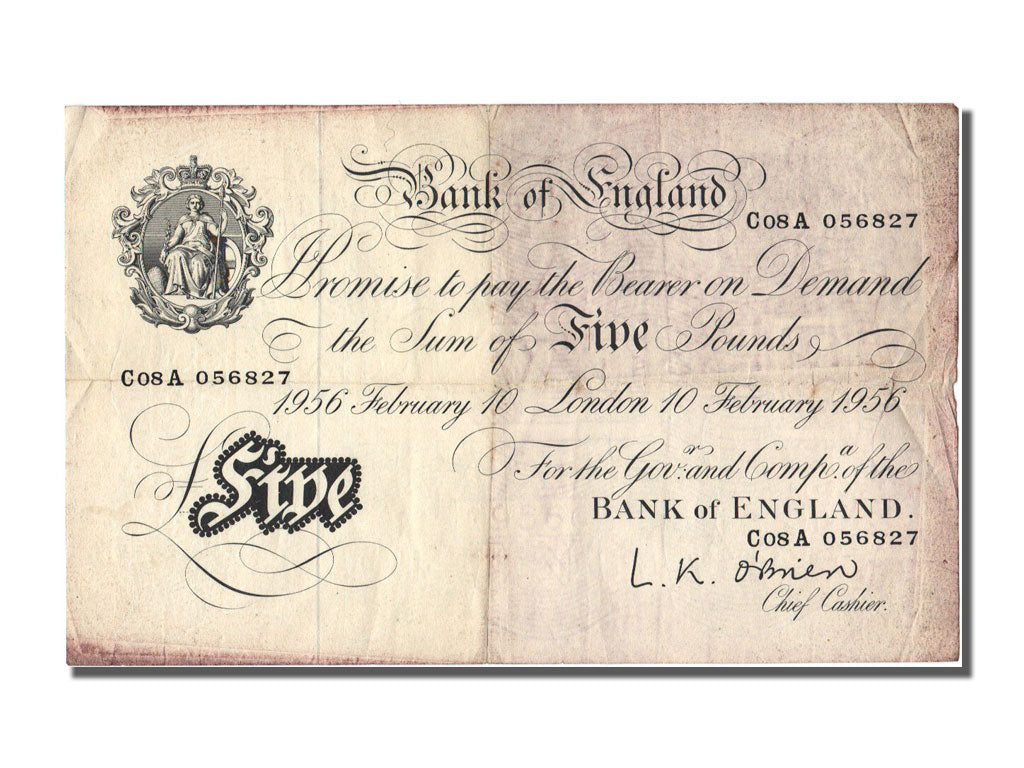 Bank of England
C08A 056827
I Promise to pay the Bearer on Demand
the Sum of Five Pounds
C08A 056827
1956 February 10 London 10 February 1956
£Five
For the Gov.r and Comp.a of the
BANK of ENGLAND.
C08A 056827
L. K. O'Brien
Chief Cashier.